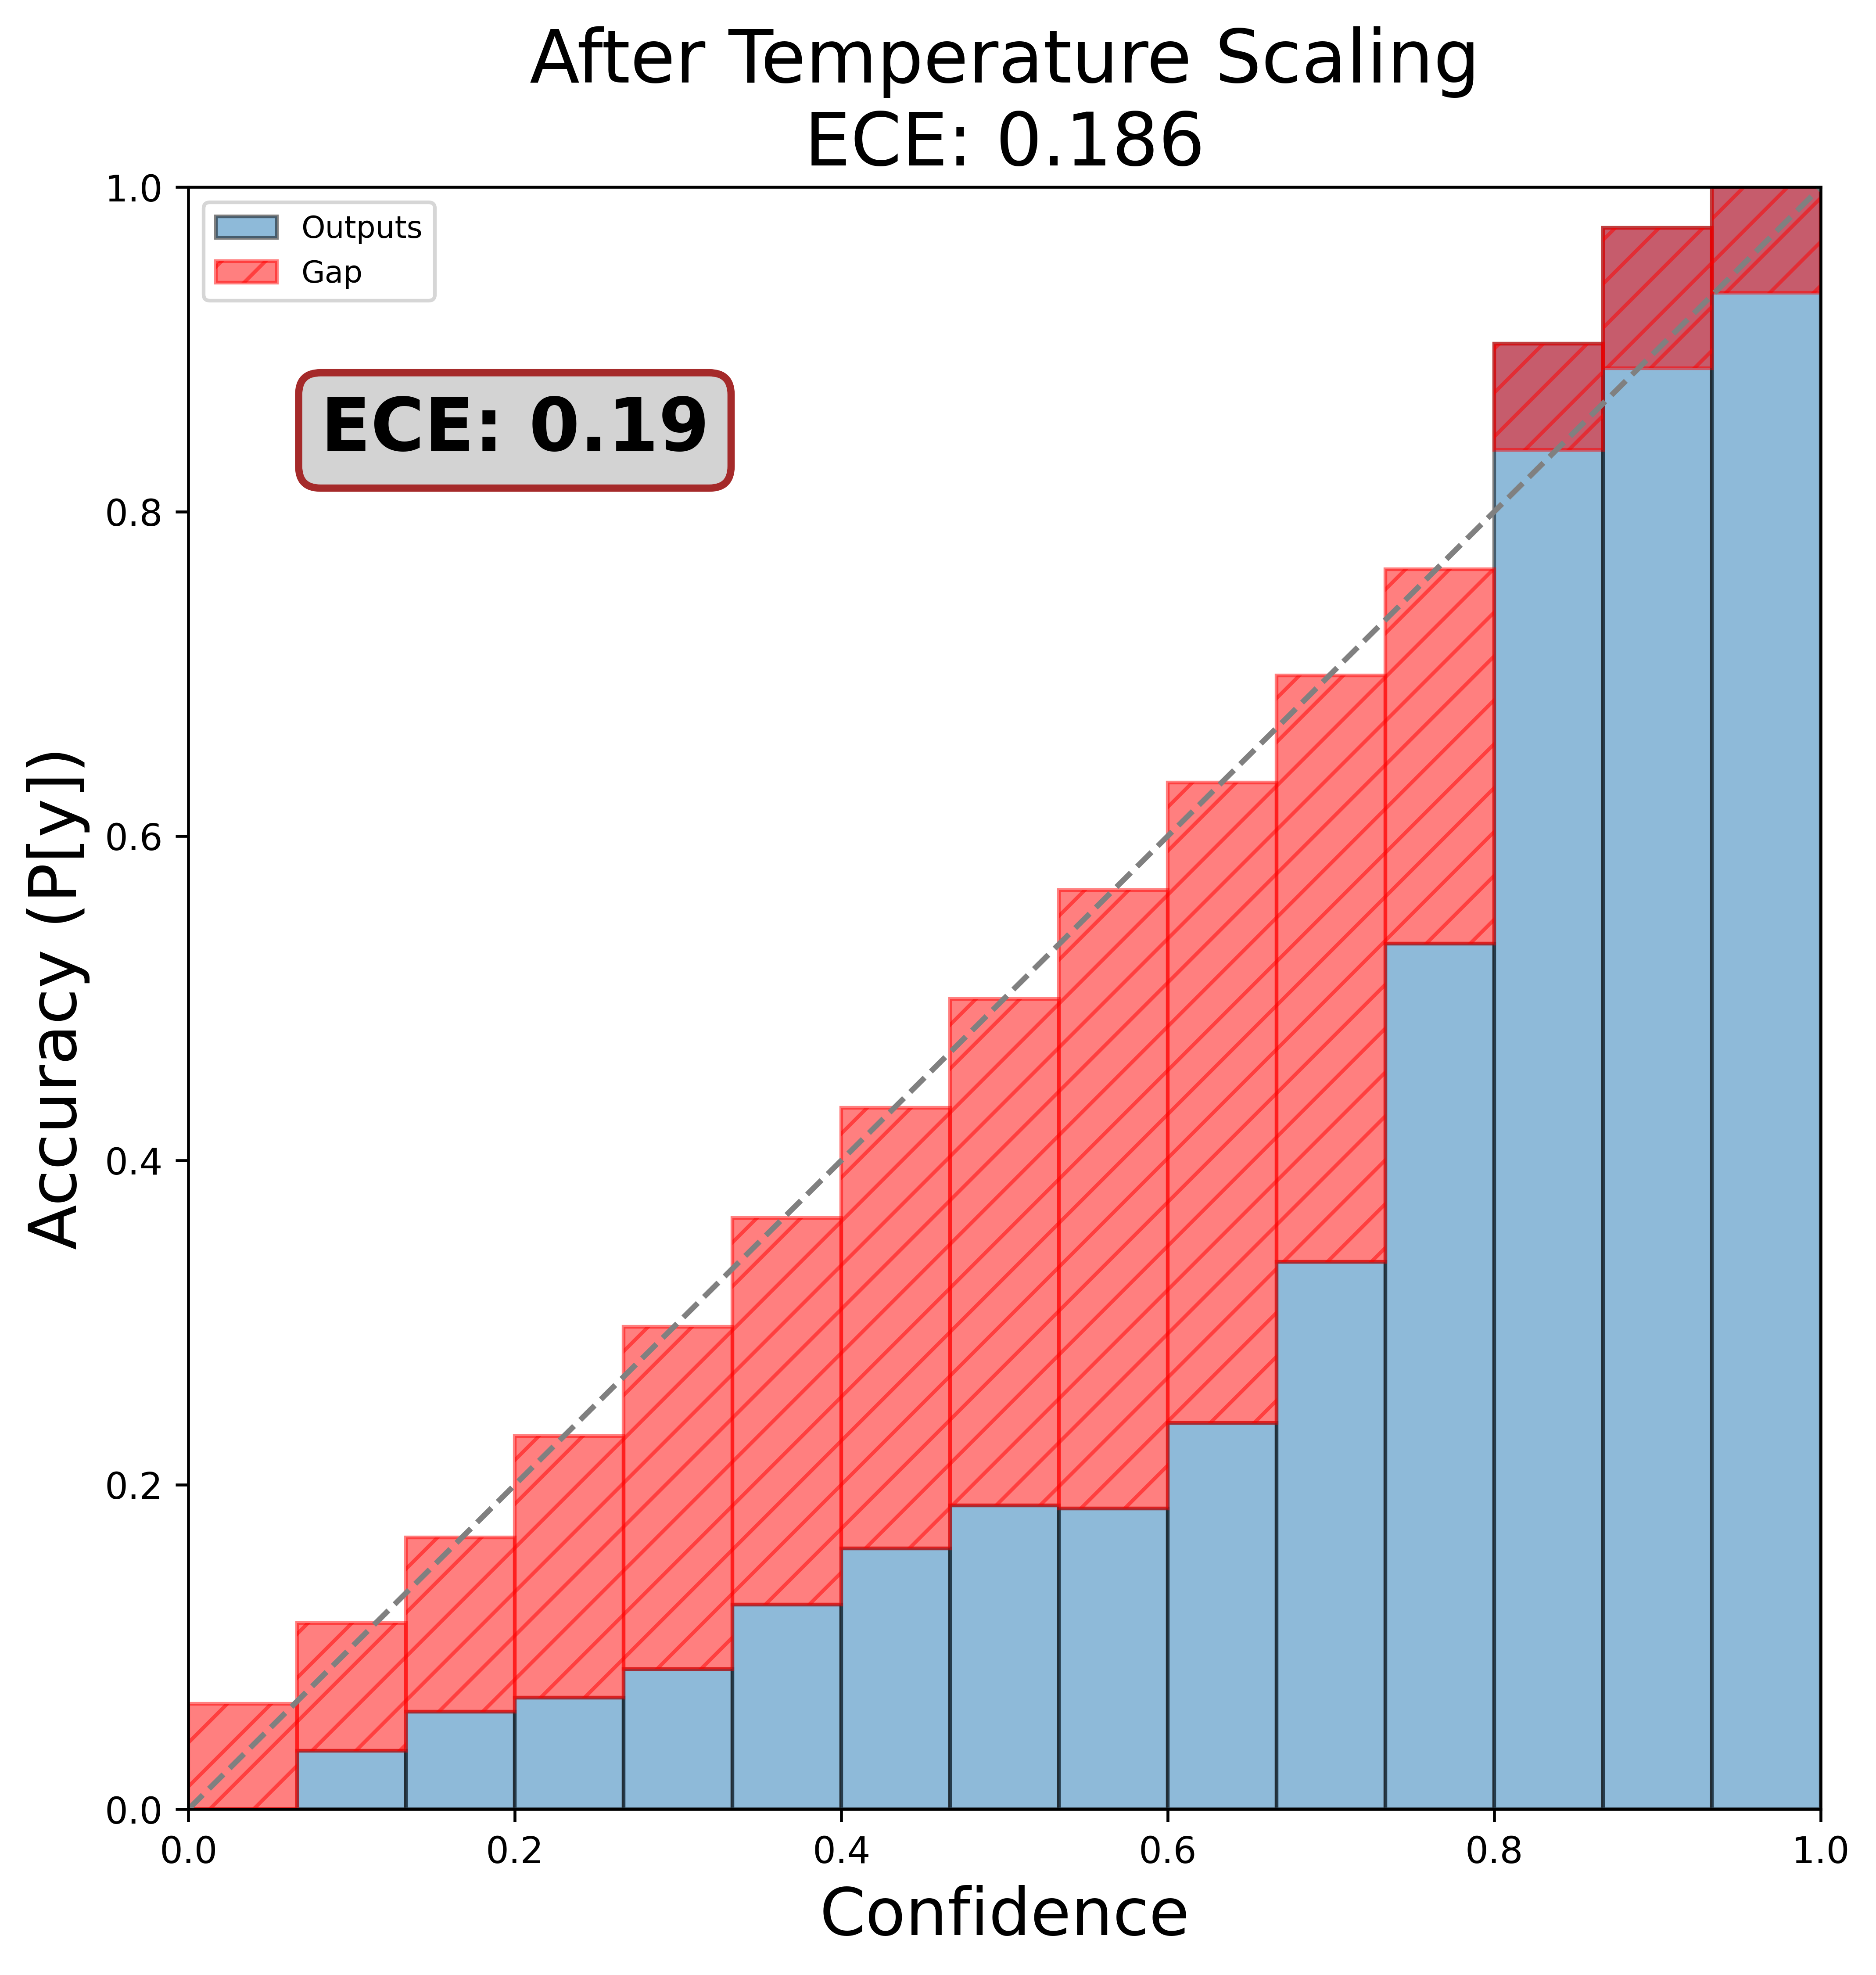 After Temperature Scaling
ECE: 0.186
1.0
Outputs
Gap
ECE: 0.19
0.8
0.6
0.4
0.2
0.0
Accuracy (P[y])
0.0 0.2 0.4 0.6 0.8 1.0
Confidence